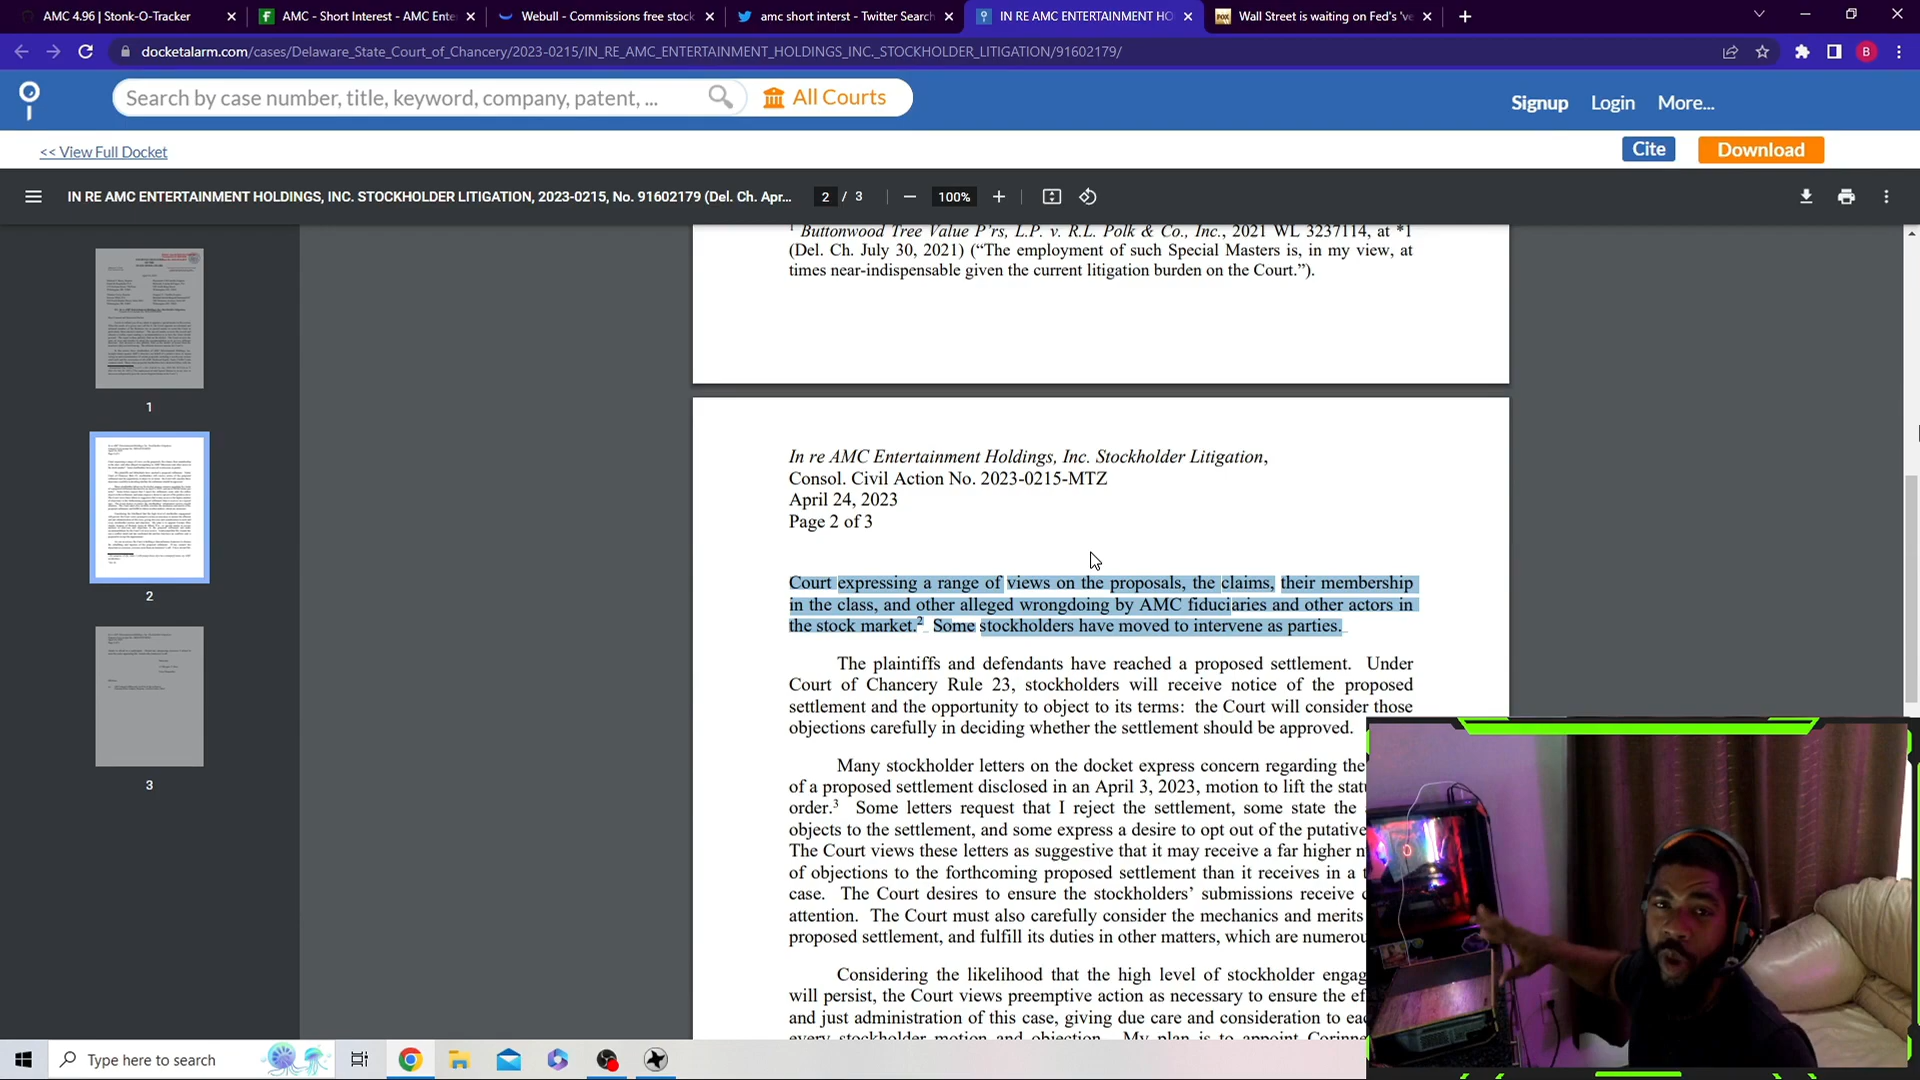 AMC 4.96 | Stonk-O-Tracker
AMC - Short Interest - AMC Ente
Webull - Commissions free stock
amc short interst - Twitter Search
IN RE AMC ENTERTAINMENT HO
Wall Street is waiting on Fed's 've
docketalarm.com/cases/Delaware_State_Court_of_Chancery/2023-0215/IN_RE_AMC_ENTERTAINMENT_HOLDINGS_INC._STOCKHOLDER_LITIGATION/91602179/
B
Search by case number, title, keyword, company, patent, ...
All Courts
Signup Login More...
<< View Full Docket
Cite
Download
IN RE AMC ENTERTAINMENT HOLDINGS, INC. STOCKHOLDER LITIGATION, 2023-0215, No. 91602179 (Del. Ch. Apr...
2 / 3
100%
1
2
3
1 Buttonwood Tree Value P'rs, L.P. v. R.L. Polk & Co., Inc., 2021 WL 3237114, at *1
(Del. Ch. July 30, 2021) (“The employment of such Special Masters is, in my view, at
times near-indispensable given the current litigation burden on the Court.”).
In re AMC Entertainment Holdings, Inc. Stockholder Litigation,
Consol. Civil Action No. 2023-0215-MTZ
April 24, 2023
Page 2 of 3
Court expressing a range of views on the proposals, the claims, their membership
in the class, and other alleged wrongdoing by AMC fiduciaries and other actors in
the stock market.2 Some stockholders have moved to intervene as parties.
The plaintiffs and defendants have reached a proposed settlement. Under
Court of Chancery Rule 23, stockholders will receive notice of the proposed
settlement and the opportunity to object to its terms: the Court will consider those
objections carefully in deciding whether the settlement should be approved.
Many stockholder letters on the docket express concern regarding the
of a proposed settlement disclosed in an April 3, 2023, motion to lift the stat
order.3 Some letters request that I reject the settlement, some state the
objects to the settlement, and some express a desire to opt out of the putative
The Court views these letters as suggestive that it may receive a far higher n
of objections to the forthcoming proposed settlement than it receives in a t
case. The Court desires to ensure the stockholders' submissions receive
attention. The Court must also carefully consider the mechanics and merits
proposed settlement, and fulfill its duties in other matters, which are numerou
Considering the likelihood that the high level of stockholder engag
will persist, the Court views preemptive action as necessary to ensure the ef
and just administration of this case, giving due care and consideration to eac
every stockholder motion and objection. My plan is to appoint Corinne
Type here to search